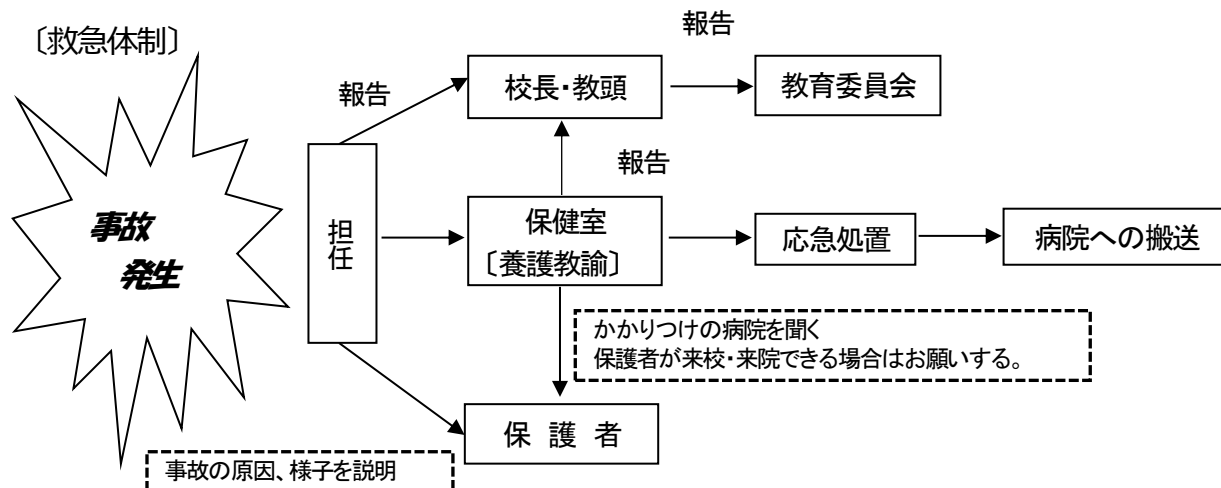 〔救急体制〕
報告
報告
校長・教頭
教育委員会
報告
事故
発生
担任
保健室
〔養護教諭〕
応急処置
病院への搬送
かかりつけの病院を聞く
保護者が来校・来院できる場合はお願いする。
保 護 者
事故の原因、様子を説明